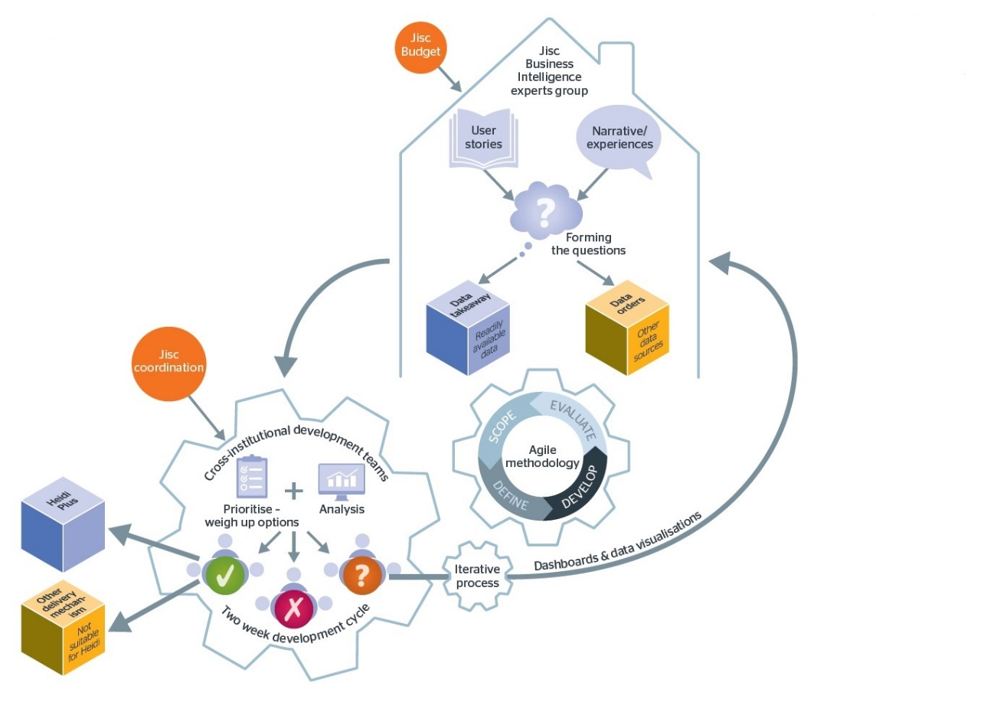 Jisc
Budget
Jisc
Business
Intelligence
experts group
User
stories
Narrative/
experiences
?
Forming
the questions
Data
takeaway
Readily
available
data
Data
orders
Other
data
sources
Jisc
coordination
Cross-institutional development teams
Prioritise –
weigh up options
+
Analysis
✓
✗
?
Two week development cycle
Heidi
Plus
Other
delivery
mechan-
ism
Not
suitable
for Heidi
SCOPE
EVALUATE
DEVELOP
DEFINE
Agile
methodology
Iterative
process
Dashboards & data visualisations